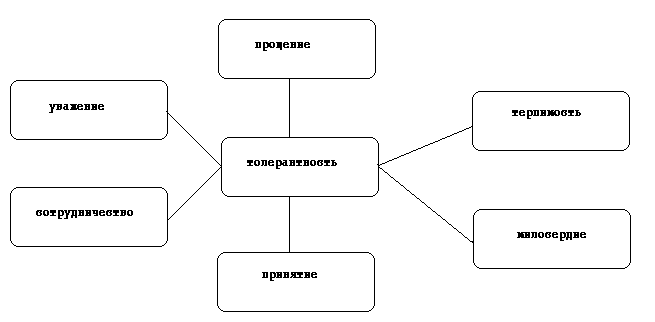 прощение
уважение
терпимость
толерантность
сотрудничество
милосердие
принятие